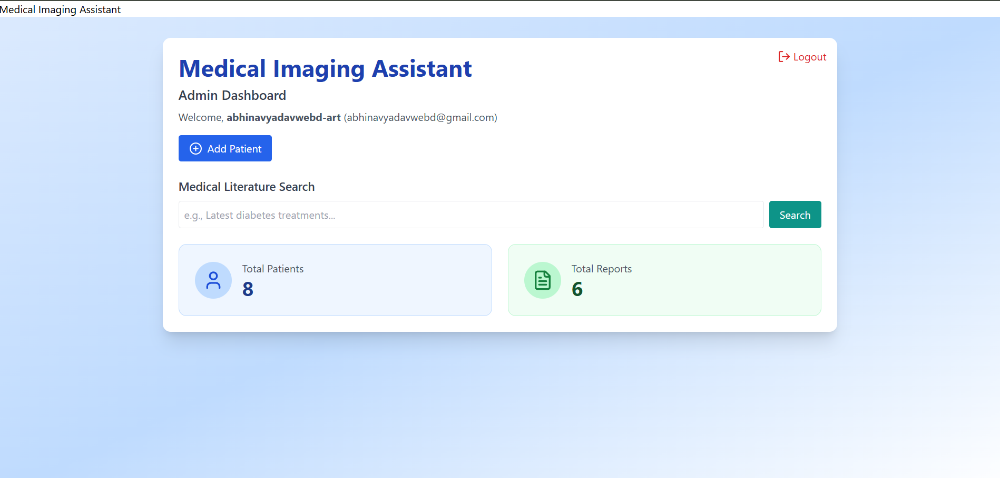 Medical Imaging Assistant
Logout
Medical Imaging Assistant
Admin Dashboard
Welcome, abhinavyadavwebd-art (abhinavyadavwebd@gmail.com)
Add Patient
Medical Literature Search
e.g., Latest diabetes treatments...
Search
Total Patients
8
Total Reports
6